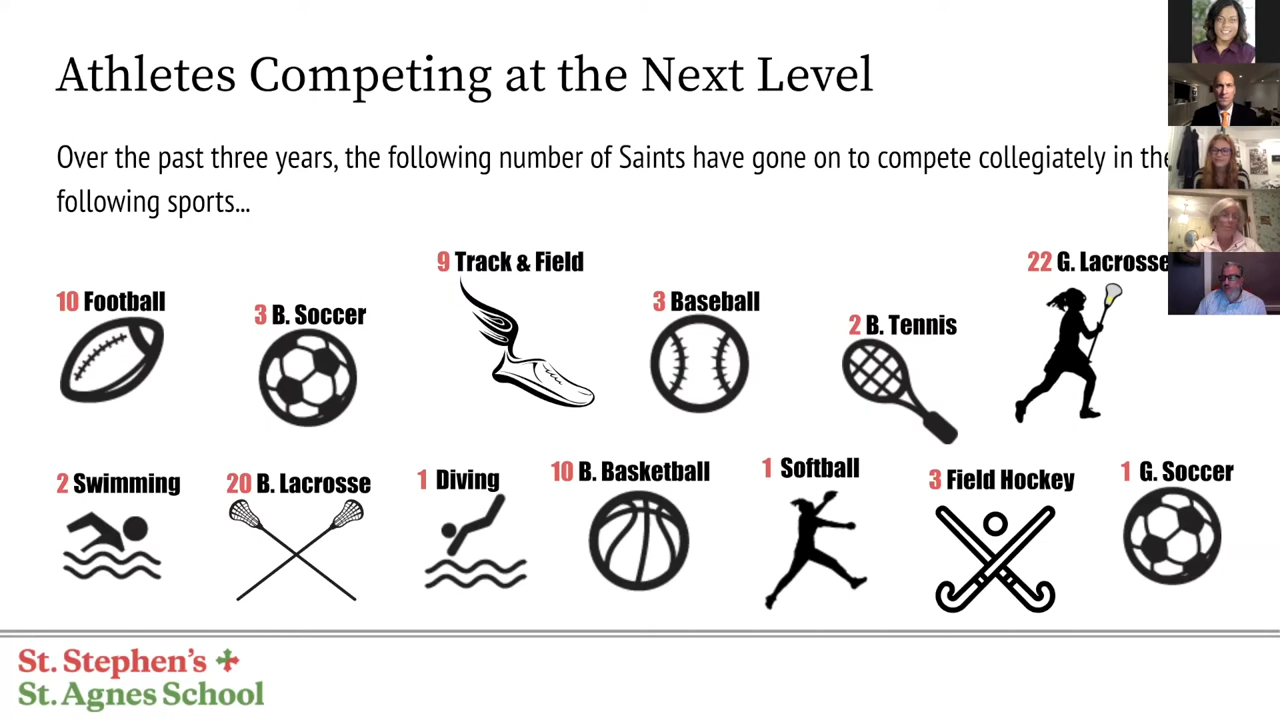 Athletes Competing at the Next Level
Over the past three years, the following number of Saints have gone on to compete collegiately in the
following sports...
10 Football
3 B. Soccer
9 Track & Field
3 Baseball
2 B. Tennis
22 G. Lacrosse
2 Swimming
20 B. Lacrosse
1 Diving
10 B. Basketball
1 Softball
3 Field Hockey
1 G. Soccer
St. Stephen's
St. Agnes School